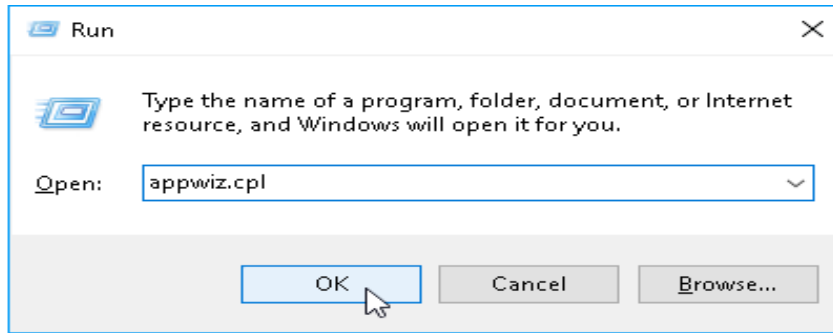 Run
Type the name of a program, folder, document, or Internet
resource, and Windows will open it for you.
Open: appwiz.cpl
OK Cancel Browse...